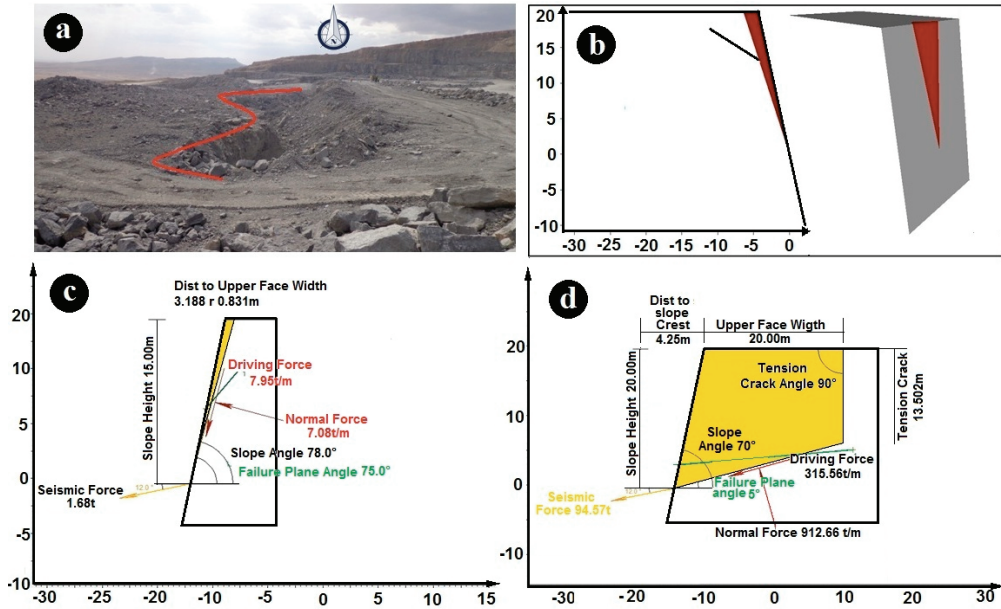 a
b
20
15
10
5
0
-5
-10
-30
-25
-20
-15
-10
-5
0
c
Dist to Upper Face Width
3.188 r 0.831m
20
10
5
0
-5
-10
Slope Height 15.00m
Driving Force
7.95t/m
Normal Force
7.08t/m
Slope Angle 78.0°
Failure Plane Angle 75.0°
Seismic Force
1.68t
12.0°
-30
-25
-20
-15
-10
-5
0
5
10
15
d
Dist to
slope
Crest
4.25m
Upper Face Wigth
20.00m
20
10
0
-10
Slope Height 20.00m
Tension
Crack Angle 90°
Tension Crack
13.502m
Slope
Angle 70°
Driving Force
315.56t/m
Failure Plane
angle 5°
Seismic
Force 94.57t
12.0°
Normal Force 912.66 t/m
-30
-20
-10
0
10
20
30